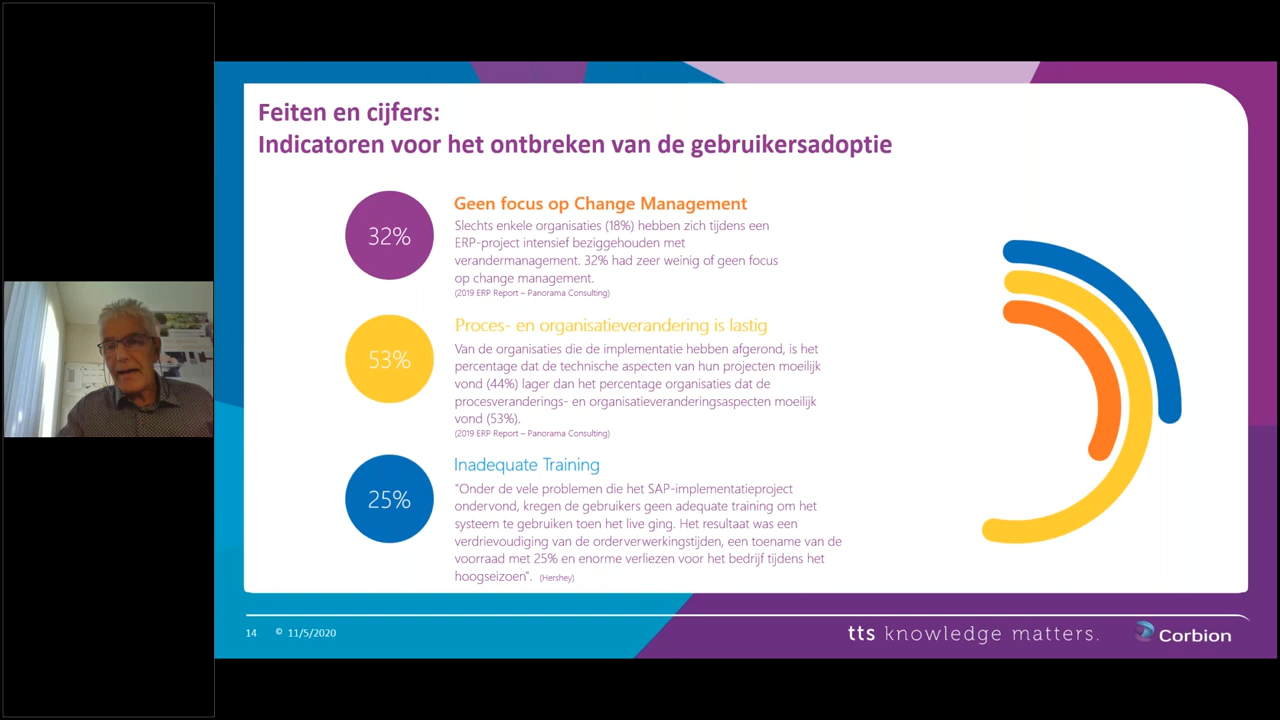 Feiten en cijfers:
Indicatoren voor het ontbreken van de gebruikersadoptie
32%
Geen focus op Change Management
Slechts enkele organisaties (18%) hebben zich tijdens een
ERP-project intensief beziggehouden met
verandermanagement. 32% had zeer weinig of geen focus
op change management.
(2019 ERP Report – Panorama Consulting)
53%
Proces- en organisatieverandering is lastig
Van de organisaties die de implementatie hebben afgerond, is het
percentage dat de technische aspecten van hun projecten moeilijk
vond (44%) lager dan het percentage organisaties dat de
procesveranderings- en organisatieveranderingsaspecten moeilijk
vond (53%).
(2019 ERP Report – Panorama Consulting)
25%
Inadequate Training
"Onder de vele problemen die het SAP-implementatieproject
ondervond, kregen de gebruikers geen adequate training om het
systeem te gebruiken toen het live ging. Het resultaat was een
verdrievoudiging van de orderverwerkingstijden, een toename van de
voorraad met 25% en enorme verliezen voor het bedrijf tijdens het
hoogseizoen". (Hershey)
14 © 11/5/2020
tts knowledge matters.
Corbion